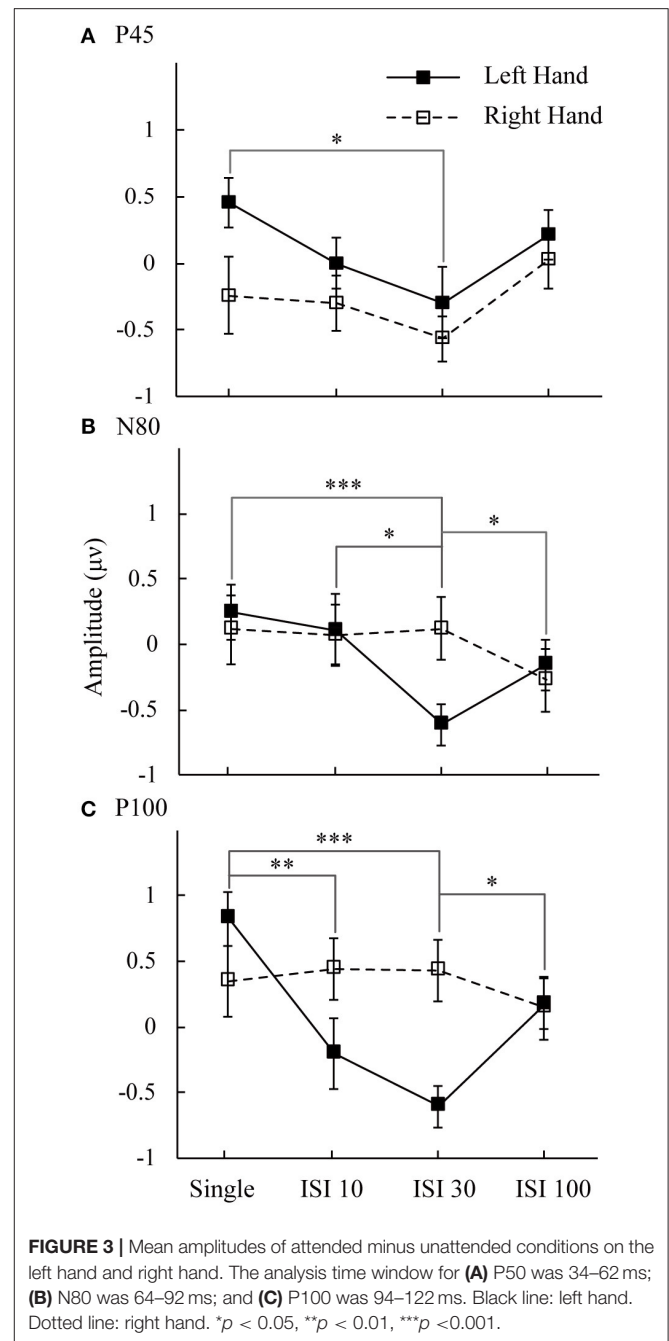 A P45
Left Hand
Right Hand
1
*
0.5
0
-0.5
-1
B N80
1
***
*
*
0.5
0
-0.5
-1
Amplitude (μv)
C P100
***
**
*
1
0.5
0
-0.5
-1
Single ISI 10 ISI 30 ISI 100
FIGURE 3 | Mean amplitudes of attended minus unattended conditions on the
left hand and right hand. The analysis time window for (A) P50 was 34–62 ms;
(B) N80 was 64–92 ms; and (C) P100 was 94–122 ms. Black line: left hand.
Dotted line: right hand. *p < 0.05, **p < 0.01, ***p <0.001.